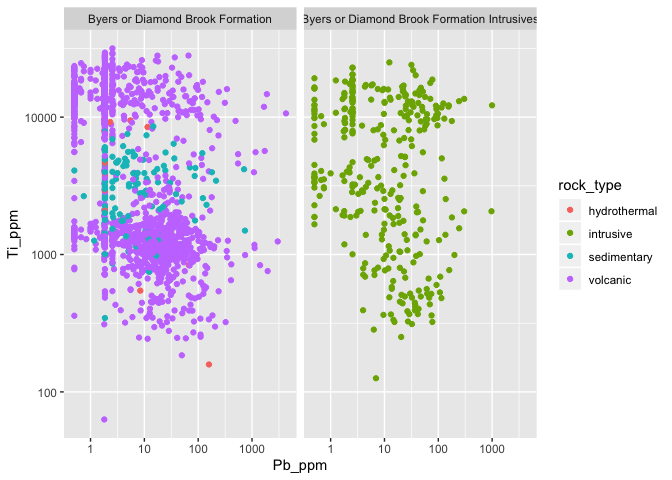 Byers or Diamond Brook Formation
Byers or Diamond Brook Formation Intrusives
Ti_ppm
10000
1000
100
1
10
100
1000
1
10
100
1000
Pb_ppm
rock_type
hydrothermal
intrusive
sedimentary
volcanic